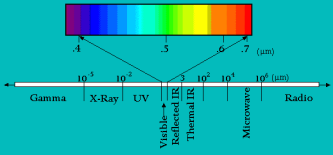 .4 .5 .6 .7 (μm)
10⁻⁵ 10⁻² 3 10² 10⁴ 10⁶ (μm)
Gamma X-Ray UV Visible Reflected IR Thermal IR Microwave Radio